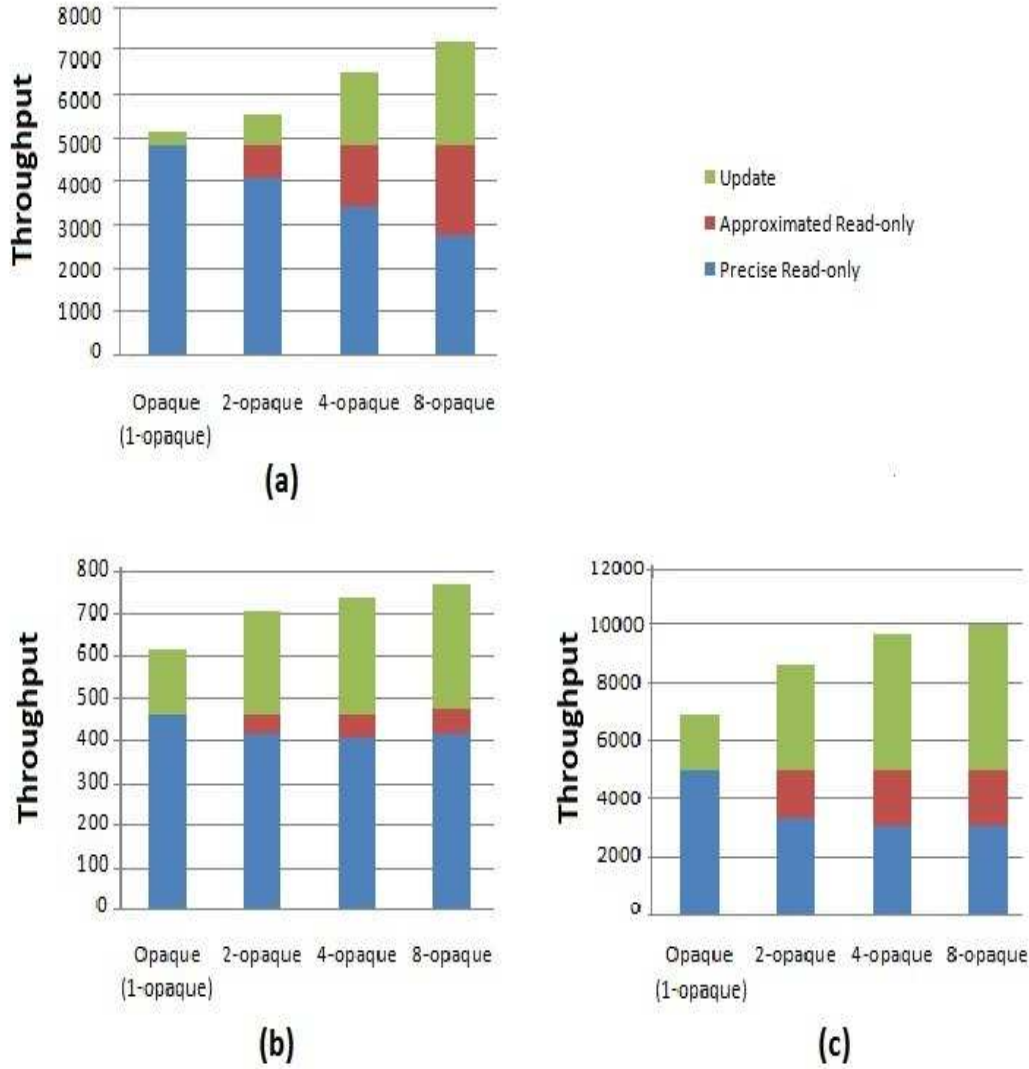 8000
7000
6000
5000
4000
3000
2000
1000
0
Throughput
Opaque 2-opaque 4-opaque 8-opaque
(1-opaque)
(a)
Update
Approximated Read-only
Precise Read-only
800
700
600
500
400
300
200
100
0
Throughput
Opaque 2-opaque 4-opaque 8-opaque
(1-opaque)
(b)
12000
10000
8000
6000
4000
2000
0
Throughput
Opaque 2-opaque 4-opaque 8-opaque
(1-opaque)
(c)